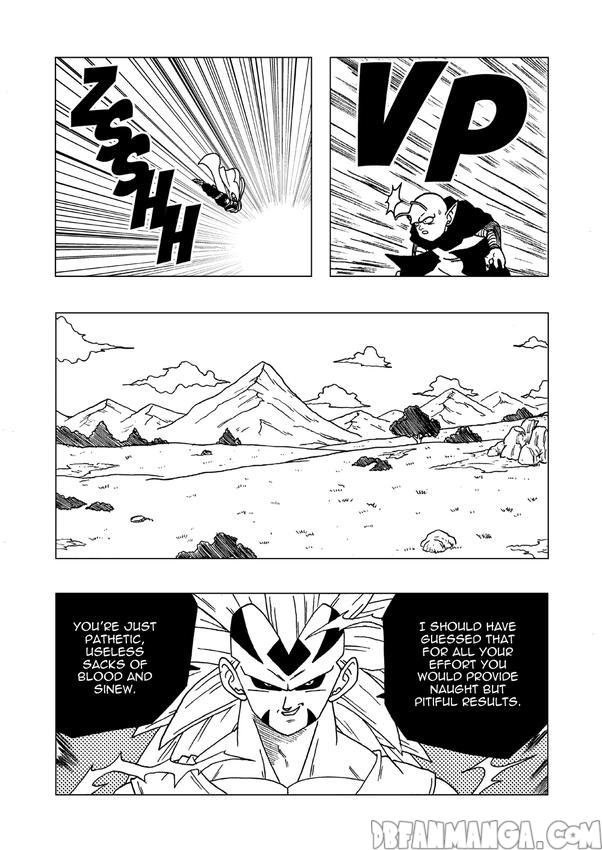 VP
ZSSHHH
I SHOULD HAVE
GUESSED THAT
FOR ALL YOUR
EFFORT YOU
WOULD PROVIDE
NAUGHT BUT
PITIFUL RESULTS.
YOU'RE JUST
PATHETIC,
USELESS
SACKS OF
BLOOD AND
SINEW.
DBFANMANGA.COM